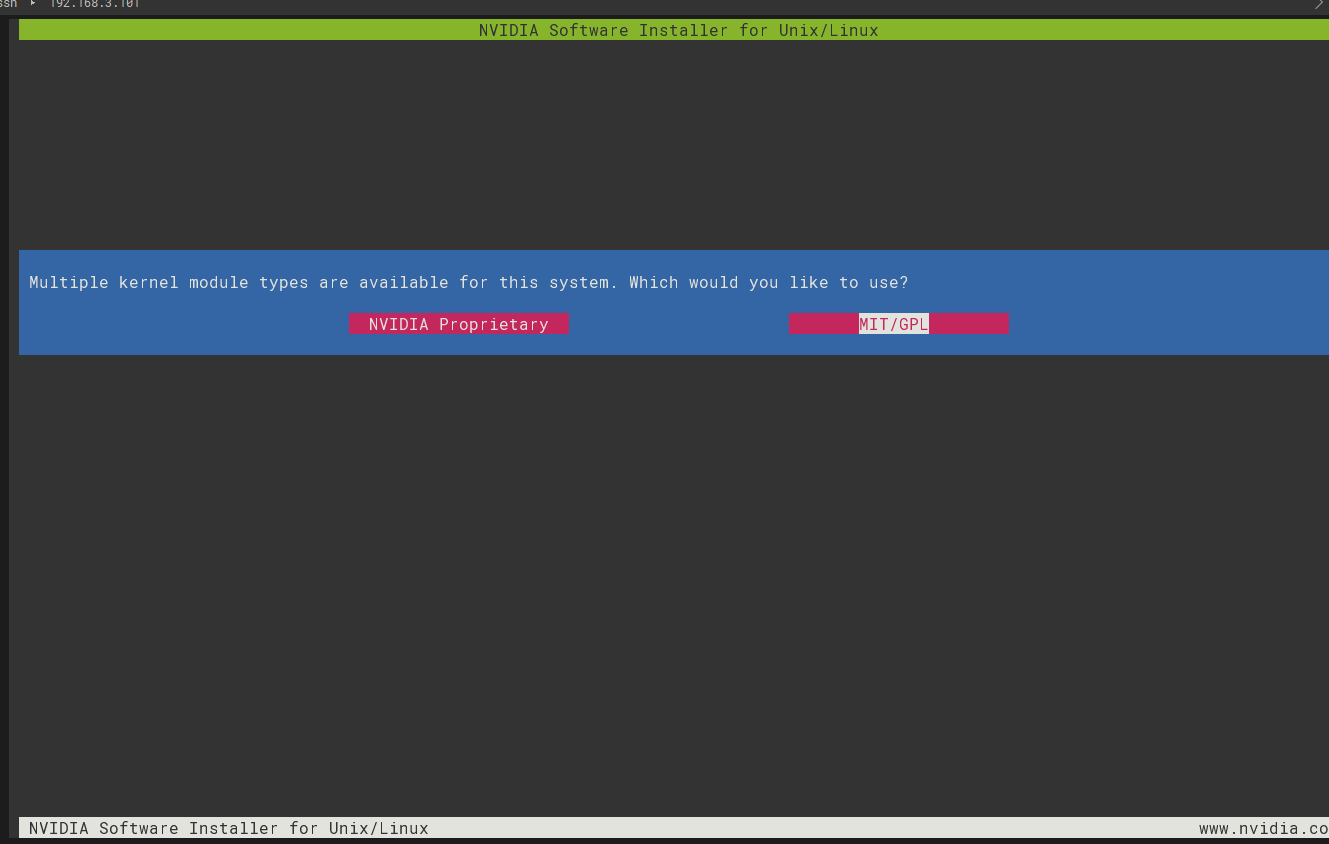 ssh ▸ 192.168.3.101
NVIDIA Software Installer for Unix/Linux
Multiple kernel module types are available for this system. Which would you like to use?
NVIDIA Proprietary MIT/GPL
NVIDIA Software Installer for Unix/Linux www.nvidia.co